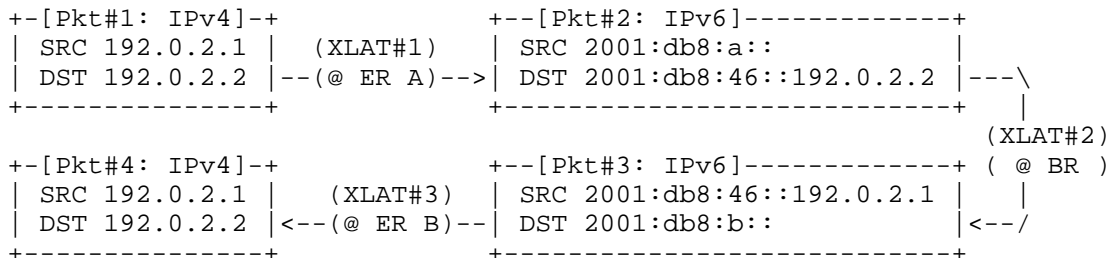 +-[Pkt#1: IPv4]-+                +--[Pkt#2: IPv6]-------------+
| SRC 192.0.2.1 |   (XLAT#1)     | SRC 2001:db8:a::           |
| DST 192.0.2.2 |--(@ ER A)-->| DST 2001:db8:46::192.0.2.2 |---\
+---------------+             +----------------------------+    |
(XLAT#2)
+-[Pkt#4: IPv4]-+             +--[Pkt#3: IPv6]-------------+ ( @ BR )
| SRC 192.0.2.1 |   (XLAT#3)  | SRC 2001:db8:46::192.0.2.1 |    |
| DST 192.0.2.2 |<--(@ ER B)--| DST 2001:db8:b::           |<--/
+---------------+             +----------------------------+